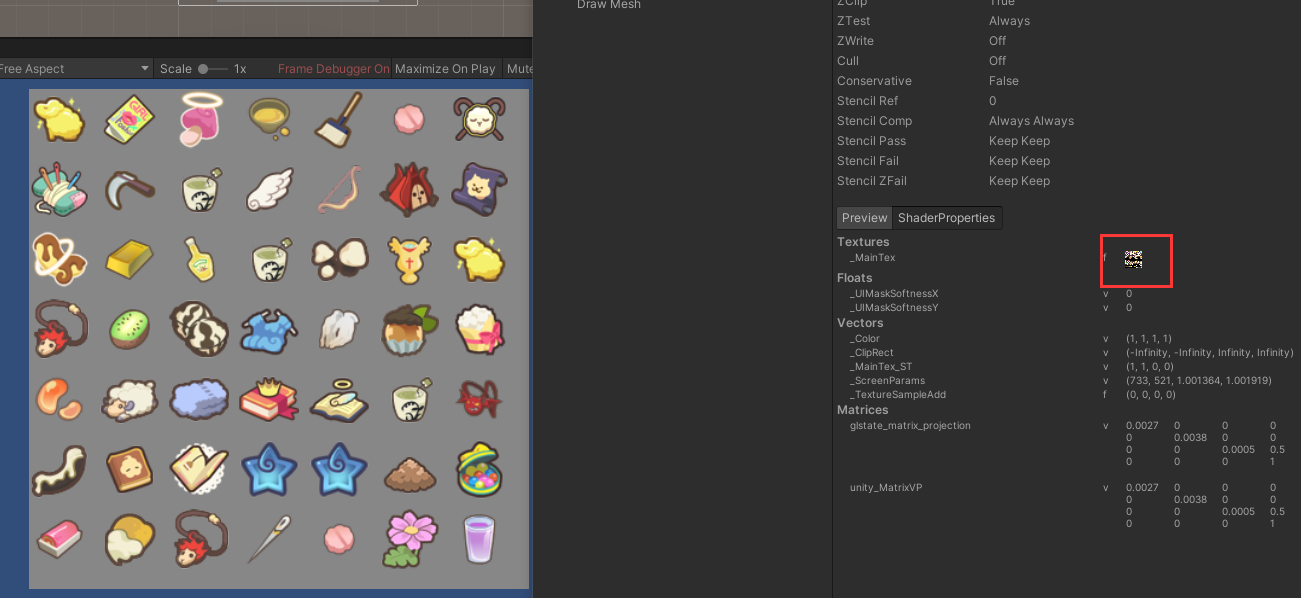 Draw Mesh
ZClip True
ZTest Always
ZWrite Off
Cull Off
Conservative False
Stencil Ref 0
Stencil Comp Always Always
Stencil Pass Keep Keep
Stencil Fail Keep Keep
Stencil ZFail Keep Keep
Free Aspect Scale 1x Frame Debugger On Maximize On Play Mute
Preview ShaderProperties
Textures
_MainTex f
Floats
_UIMaskSoftnessX v 0
_UIMaskSoftnessY v 0
Vectors
_Color v (1, 1, 1, 1)
_ClipRect v (-Infinity, -Infinity, Infinity, Infinity)
_MainTex_ST v (1, 1, 0, 0)
_ScreenParams v (733, 521, 1.001364, 1.001919)
_TextureSampleAdd f (0, 0, 0, 0)
Matrices
glstate_matrix_projection v 0.0027 0 0 0
0 0.0038 0 0
0 0 0.0005 0.5
0 0 0 1
unity_MatrixVP v 0.0027 0 0 0
0 0.0038 0 0
0 0 0.0005 0.5
0 0 0 1
GIRL